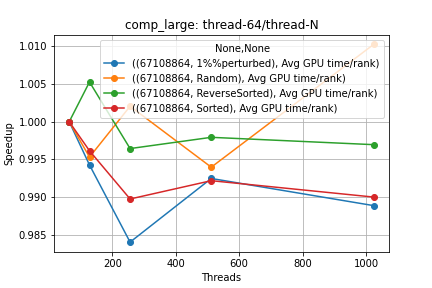 comp_large: thread-64/thread-N
None,None
((67108864, 1%%perturbed), Avg GPU time/rank)
((67108864, Random), Avg GPU time/rank)
((67108864, ReverseSorted), Avg GPU time/rank)
((67108864, Sorted), Avg GPU time/rank)
Speedup
1.010
1.005
1.000
0.995
0.990
0.985
200
400
600
800
1000
Threads